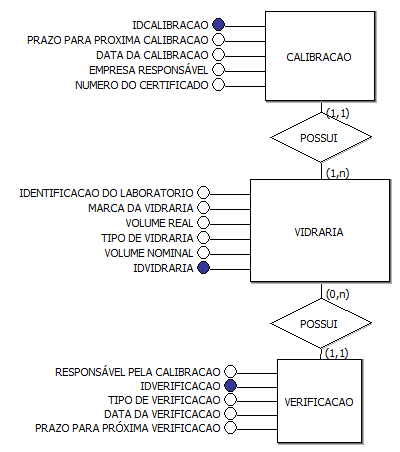 IDCALIBRACAO
PRAZO PARA PROXIMA CALIBRACAO
DATA DA CALIBRACAO
EMPRESA RESPONSÁVEL
NUMERO DO CERTIFICADO
CALIBRACAO
(1,1)
POSSUI
(1,n)
IDENTIFICACAO DO LABORATORIO
MARCA DA VIDRARIA
VOLUME REAL
TIPO DE VIDRARIA
VOLUME NOMINAL
IDVIDRARIA
VIDRARIA
(0,n)
POSSUI
(1,1)
RESPONSÁVEL PELA CALIBRACAO
IDVERIFICACAO
TIPO DE VERIFICACAO
DATA DA VERIFICACAO
PRAZO PARA PRÓXIMA VERIFICACAO
VERIFICACAO